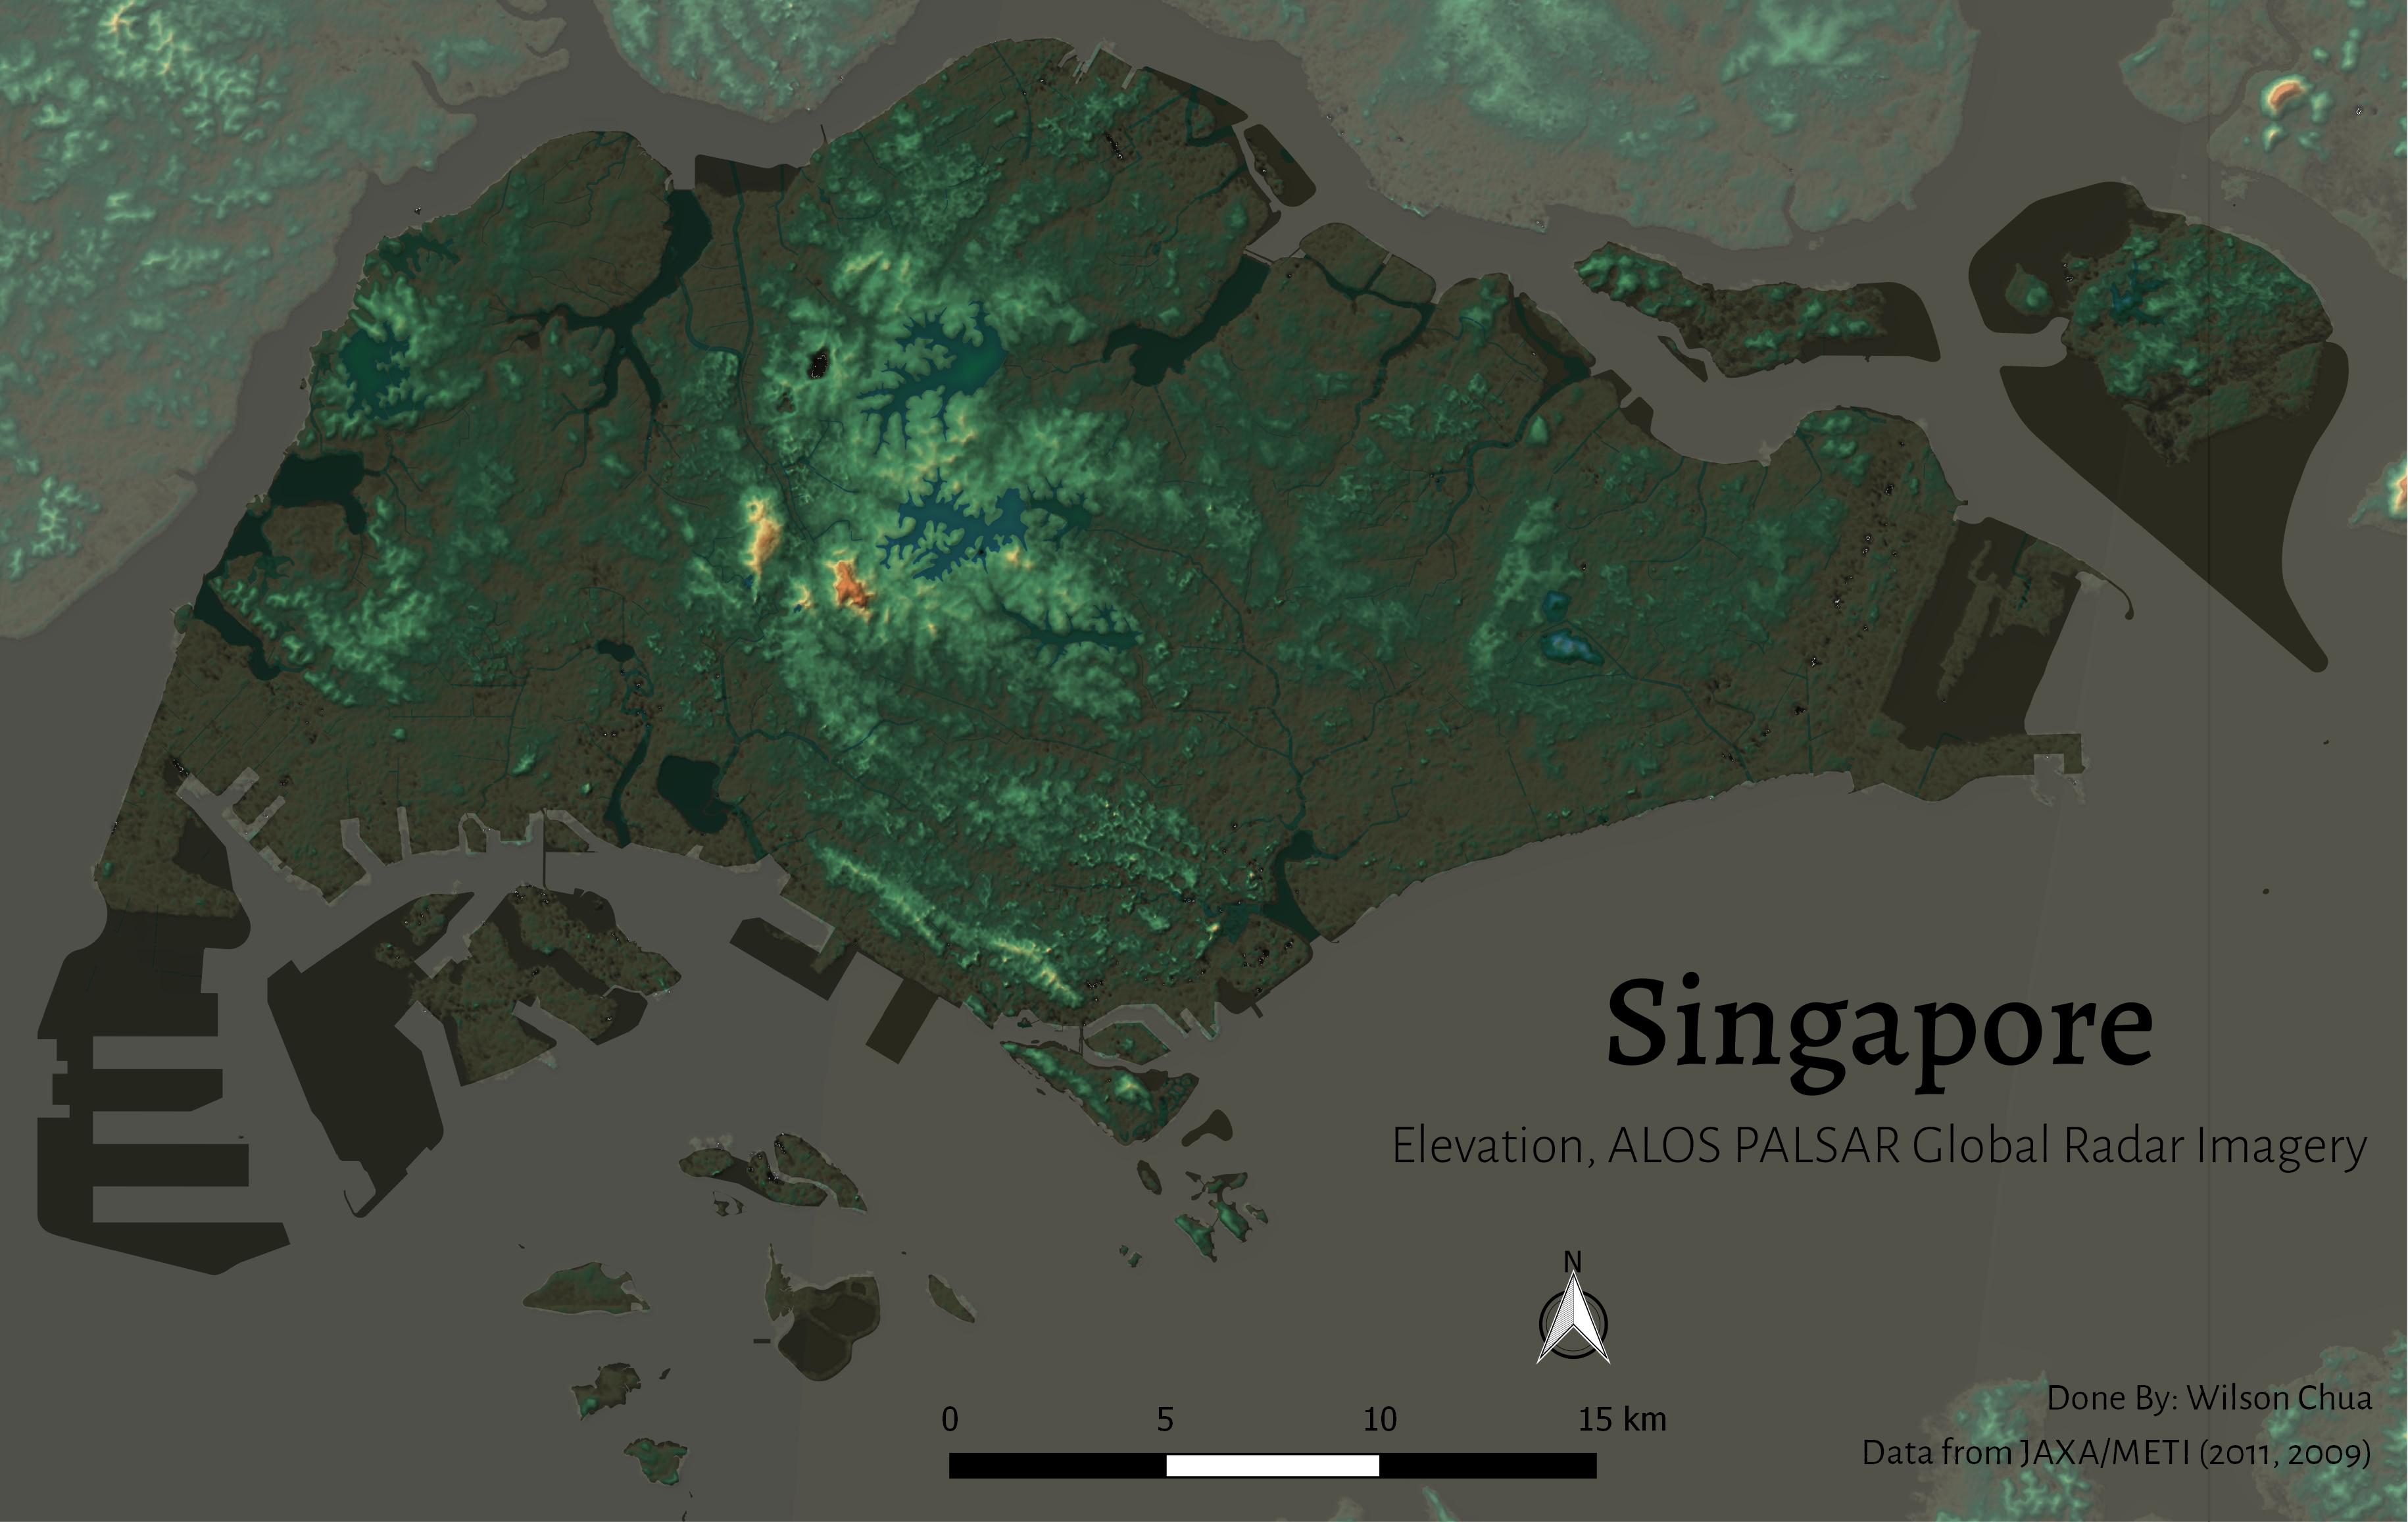 Singapore
Elevation, ALOS PALSAR Global Radar Imagery
N
0 5 10 15 km
Done By: Wilson Chua
Data from JAXA/METI (2011, 2009)